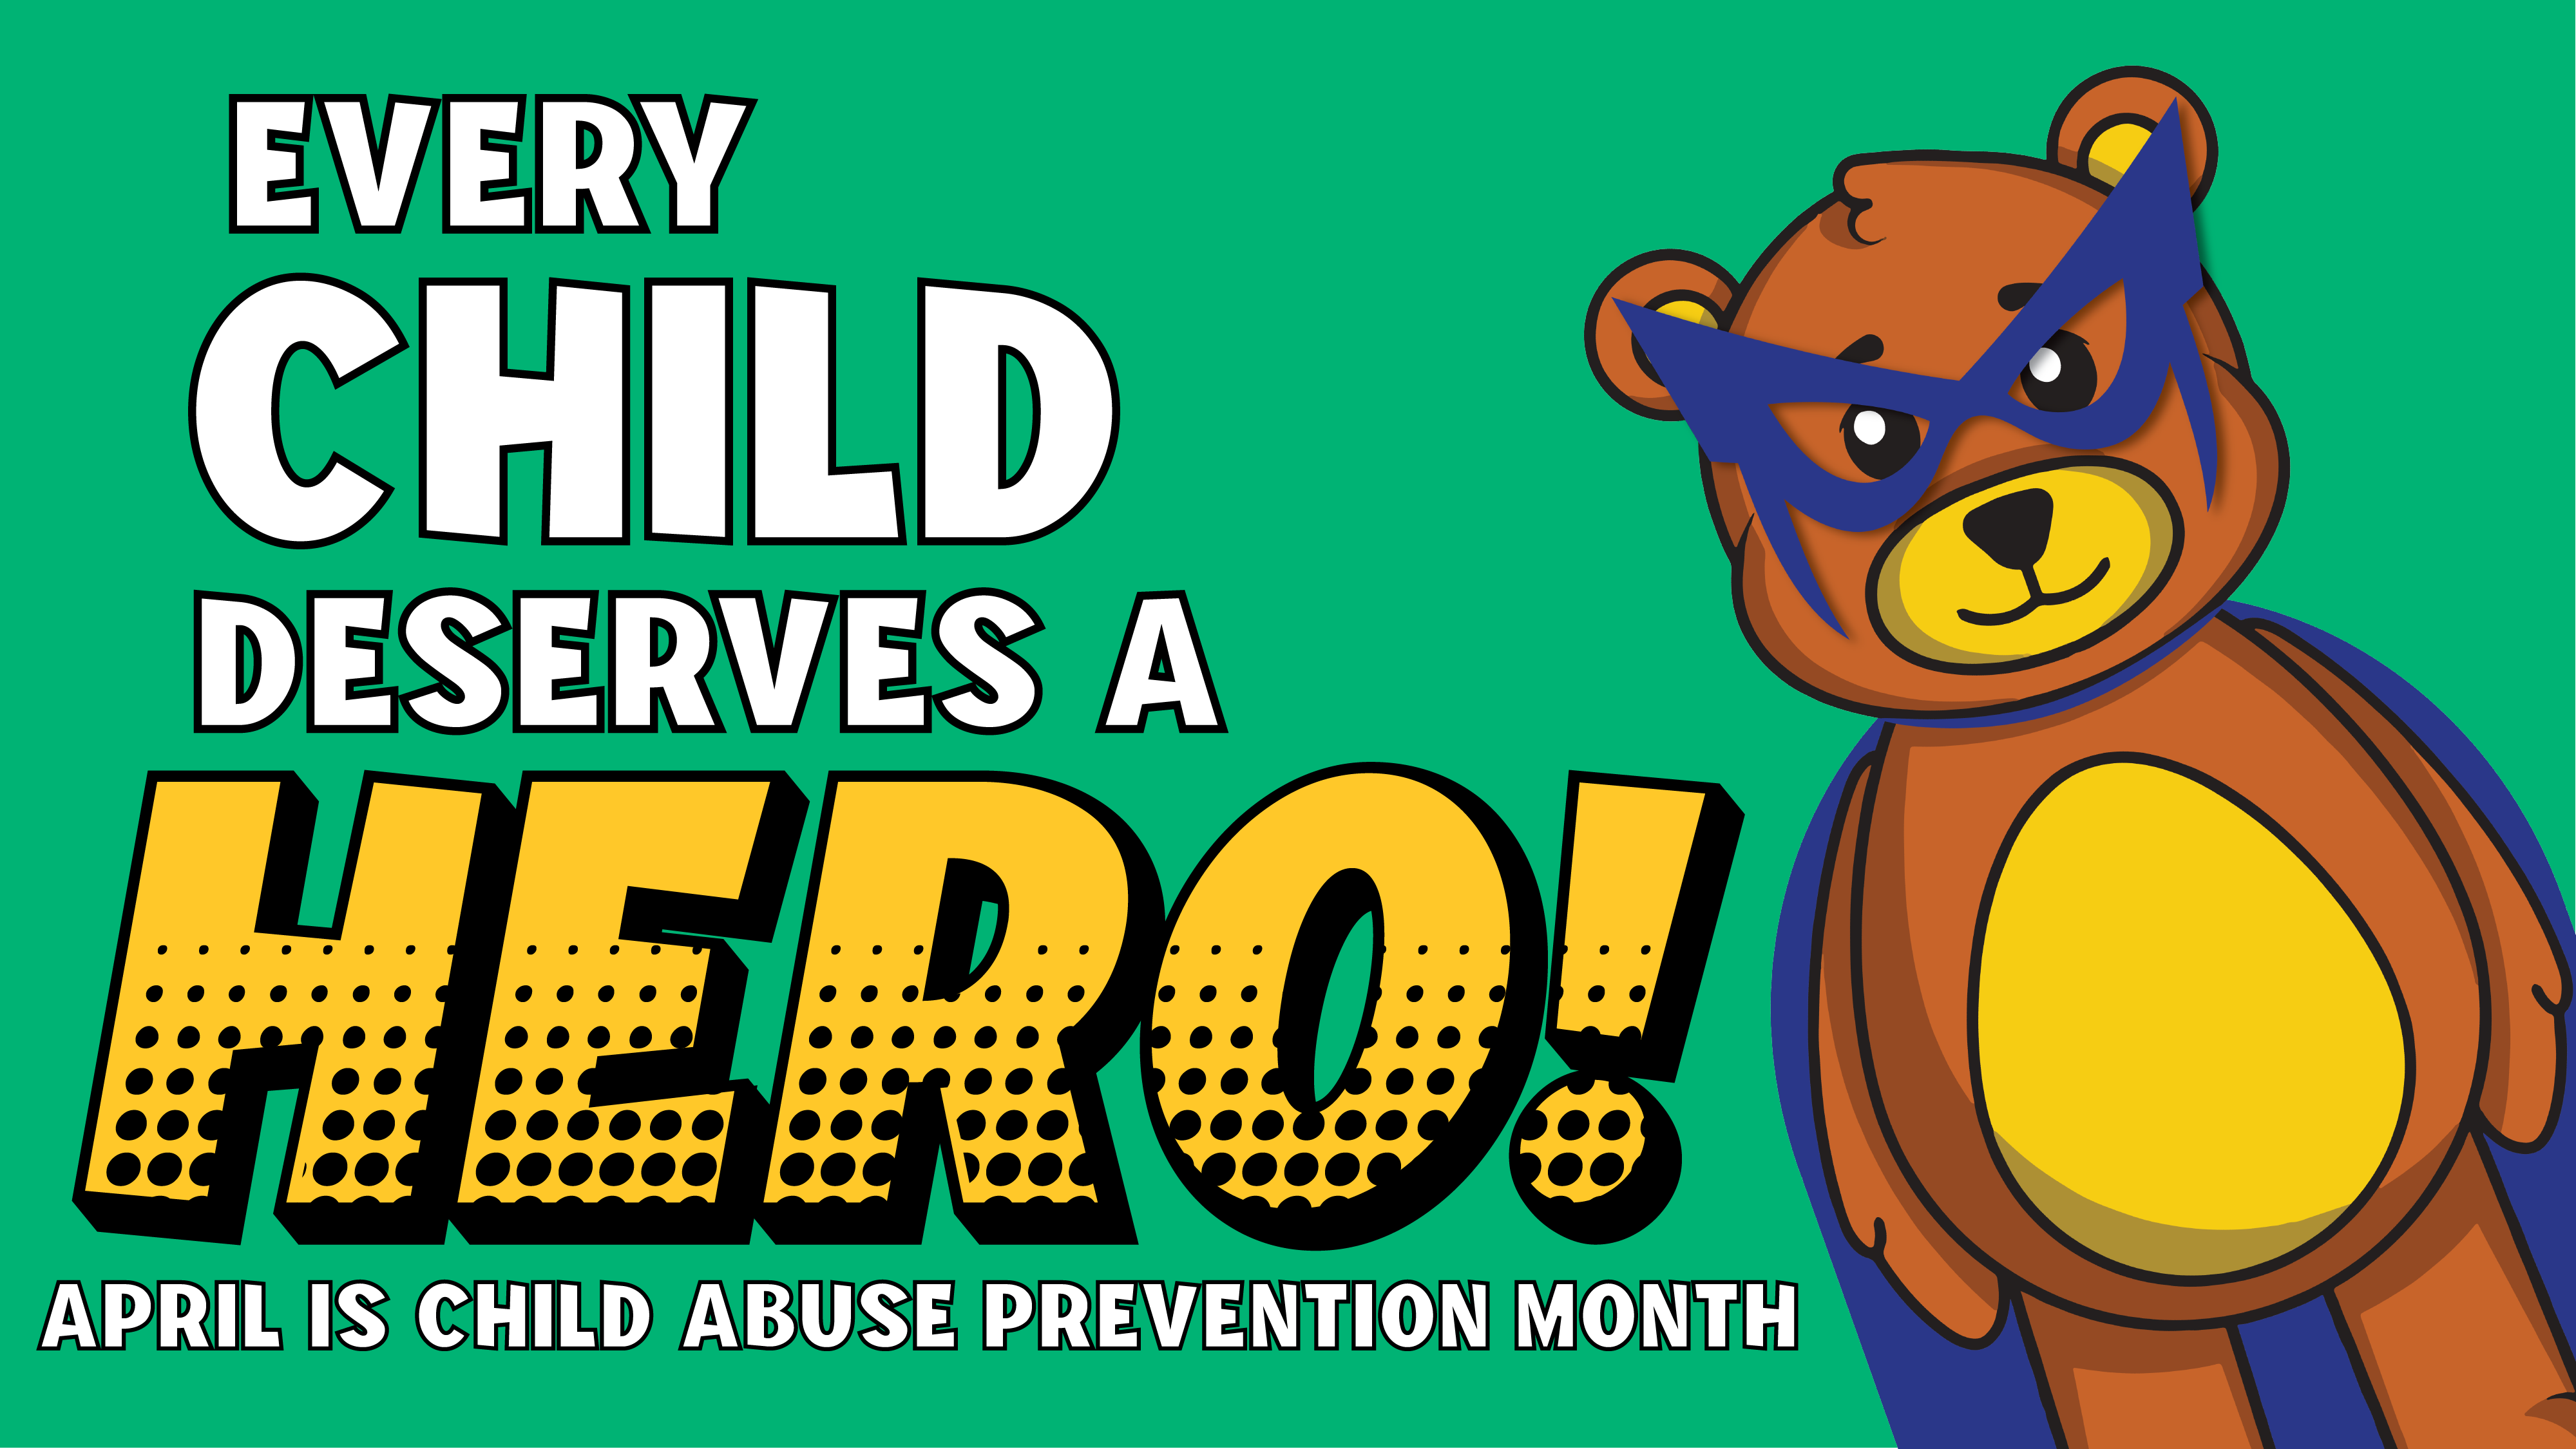 EVERY
CHILD
DESERVES A
HERO!
APRIL IS CHILD ABUSE PREVENTION MONTH